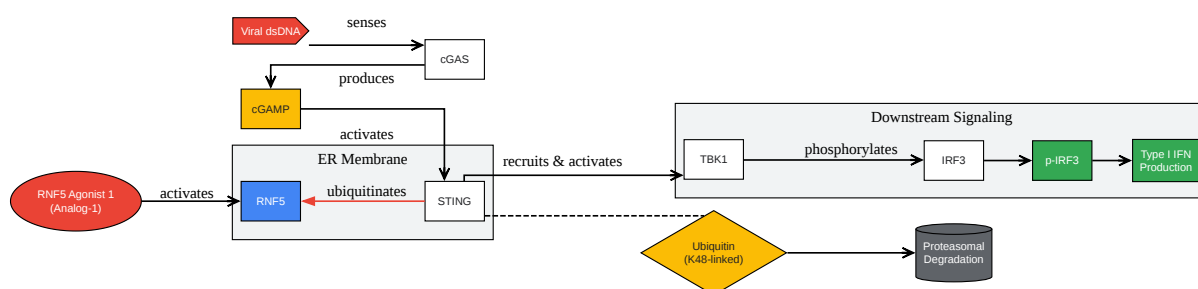 Viral dsDNA
senses
cGAS
produces
cGAMP
activates
Downstream Signaling
ER Membrane
recruits & activates
TBK1
phosphorylates
IRF3
p-IRF3
Type I IFN
Production
RNF5 Agonist 1
(Analog-1)
activates
RNF5
ubiquitinates
STING
Ubiquitin
(K48-linked)
Proteasomal
Degradation